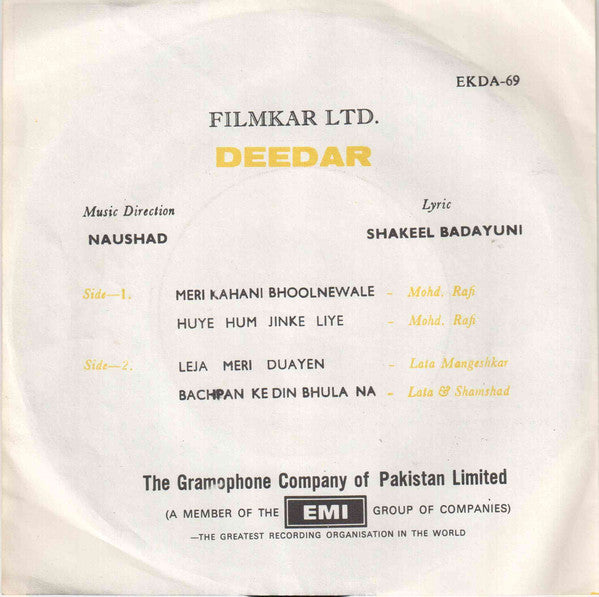 EKDA-69
FILMKAR LTD.
DEEDAR
Music Direction
NAUSHAD
Lyric
SHAKEEL BADAYUNI
Side—1. MERI KAHANI BHOOLNEWALE - Mohd. Rafi
HUYE HUM JINKE LIYE - Mohd. Rafi
Side—2. LEJA MERI DUAYEN - Lata Mangeshkar
BACHPAN KE DIN BHULA NA - Lata & Shamshad
The Gramophone Company of Pakistan Limited
(A MEMBER OF THE EMI GROUP OF COMPANIES)
—THE GREATEST RECORDING ORGANISATION IN THE WORLD